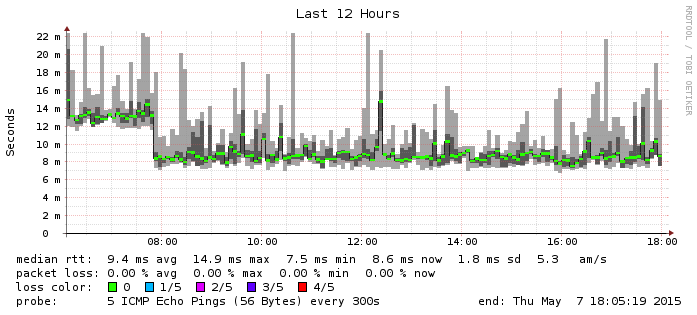 Last 12 Hours
RRDTOOL / TOBI OETIKER
Seconds
22 m
20 m
18 m
16 m
14 m
12 m
10 m
8 m
6 m
4 m
2 m
0
08:00 10:00 12:00 14:00 16:00 18:00
median rtt: 9.4 ms avg 14.9 ms max 7.5 ms min 8.6 ms now 1.8 ms sd 5.3 am/s
packet loss: 0.00 % avg 0.00 % max 0.00 % min 0.00 % now
loss color: 0 1/5 2/5 3/5 4/5
probe: 5 ICMP Echo Pings (56 Bytes) every 300s end: Thu May 7 18:05:19 2015